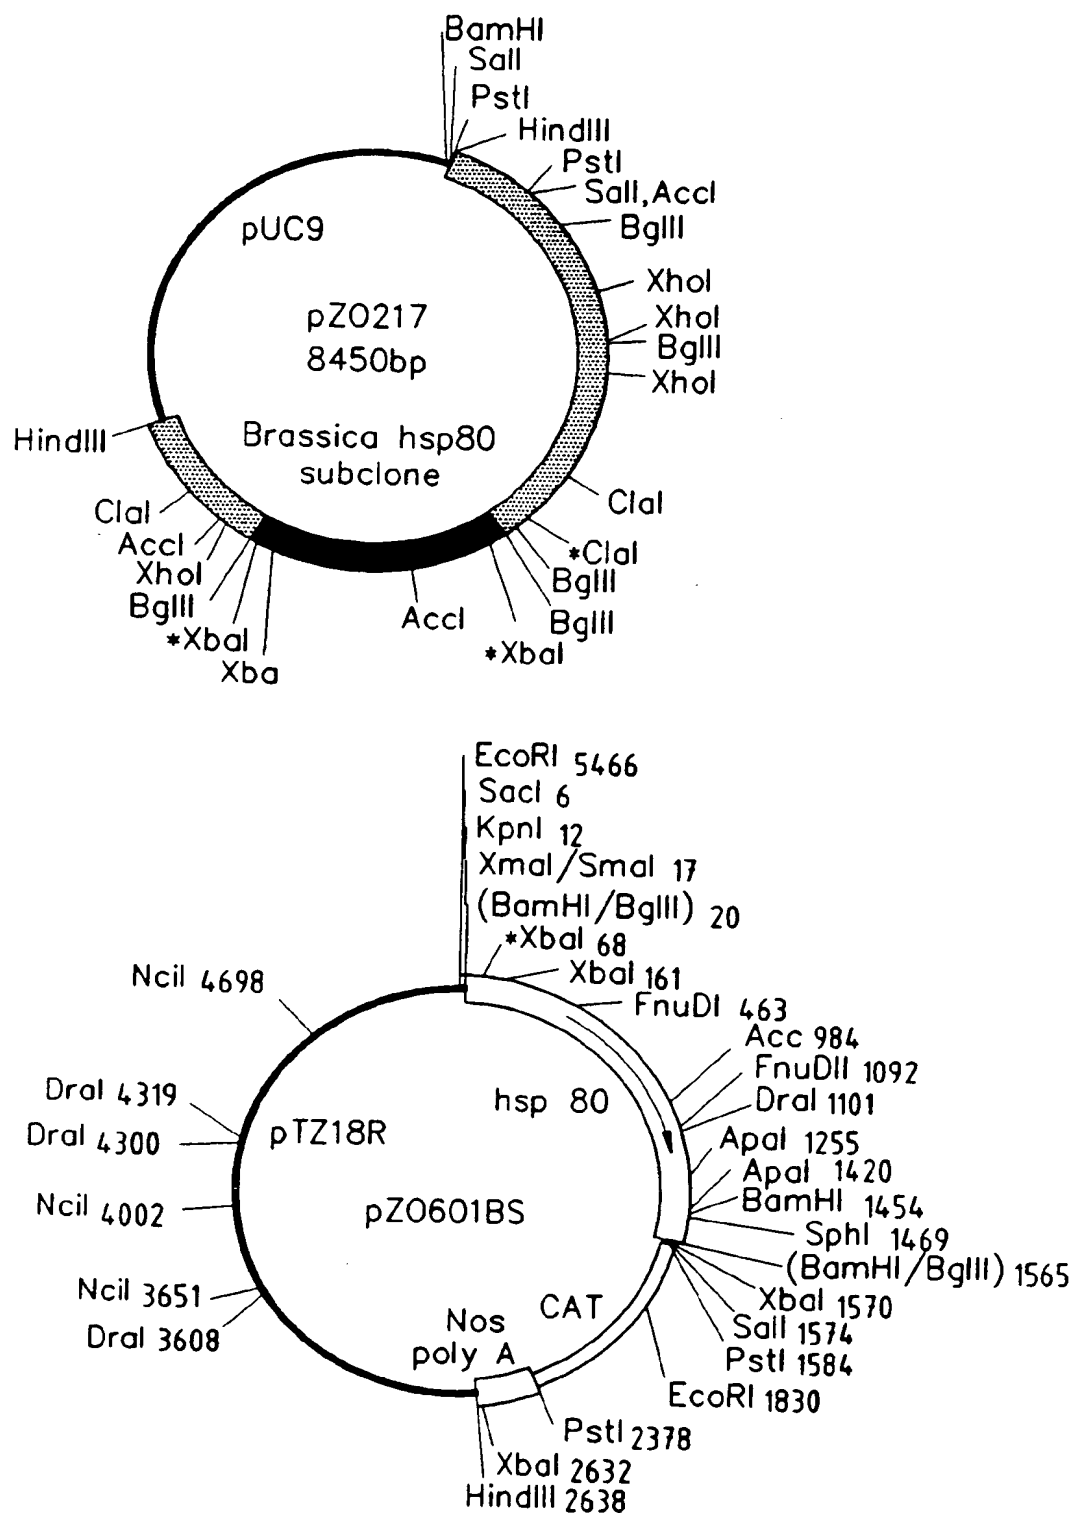 BamHI
SalI
PstI
HindIII
PstI
SalI,AccI
BglII
XhoI
XhoI
BglII
XhoI
ClaI
*ClaI
BglII
BglII
*XbaI
AccI
Xba
*XbaI
BglII
XhoI
AccI
ClaI
HindIII
pUC9
pZO217
8450bp
Brassica hsp80
subclone
EcoRI 5466
SacI 6
KpnI 12
XmaI/SmaI 17
(BamHI/BglII) 20
*XbaI 68
XbaI 161
FnuDI 463
Acc 984
FnuDII 1092
DraI 1101
ApaI 1255
ApaI 1420
BamHI 1454
SphI 1469
(BamHI/BglII) 1565
XbaI 1570
SalI 1574
PstI 1584
EcoRI 1830
PstI 2378
XbaI 2632
HindIII 2638
DraI 3608
NciI 3651
NciI 4002
DraI 4300
DraI 4319
NciI 4698
hsp 80
pTZ18R
pZO601BS
CAT
Nos
poly A